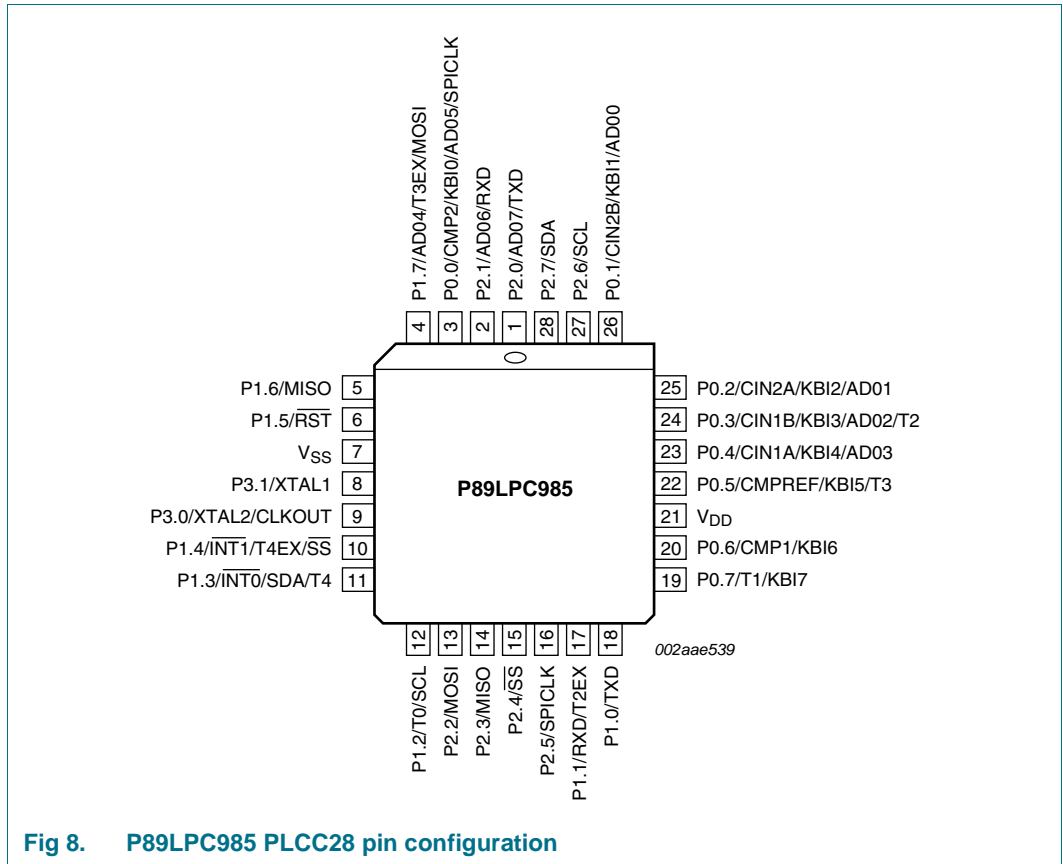 P1.7/AD04/T3EX/MOSI
P0.0/CMP2/KBI0/AD05/SPICLK
P2.1/AD06/RXD
P2.0/AD07/TXD
P2.7/SDA
P2.6/SCL
P0.1/CIN2B/KBI1/AD00
4
3
2
1
28
27
26
P1.6/MISO 5
P1.5/R̅S̅T̅ 6
VSS 7
P3.1/XTAL1 8
P3.0/XTAL2/CLKOUT 9
P1.4/I̅N̅T̅1̅/T4EX/S̅S̅ 10
P1.3/I̅N̅T̅0̅/SDA/T4 11
P89LPC985
25 P0.2/CIN2A/KBI2/AD01
24 P0.3/CIN1B/KBI3/AD02/T2
23 P0.4/CIN1A/KBI4/AD03
22 P0.5/CMPREF/KBI5/T3
21 VDD
20 P0.6/CMP1/KBI6
19 P0.7/T1/KBI7
12
13
14
15
16
17
18
P1.2/T0/SCL
P2.2/MOSI
P2.3/MISO
P2.4/S̅S̅
P2.5/SPICLK
P1.1/RXD/T2EX
P1.0/TXD
002aae539
Fig 8. P89LPC985 PLCC28 pin configuration